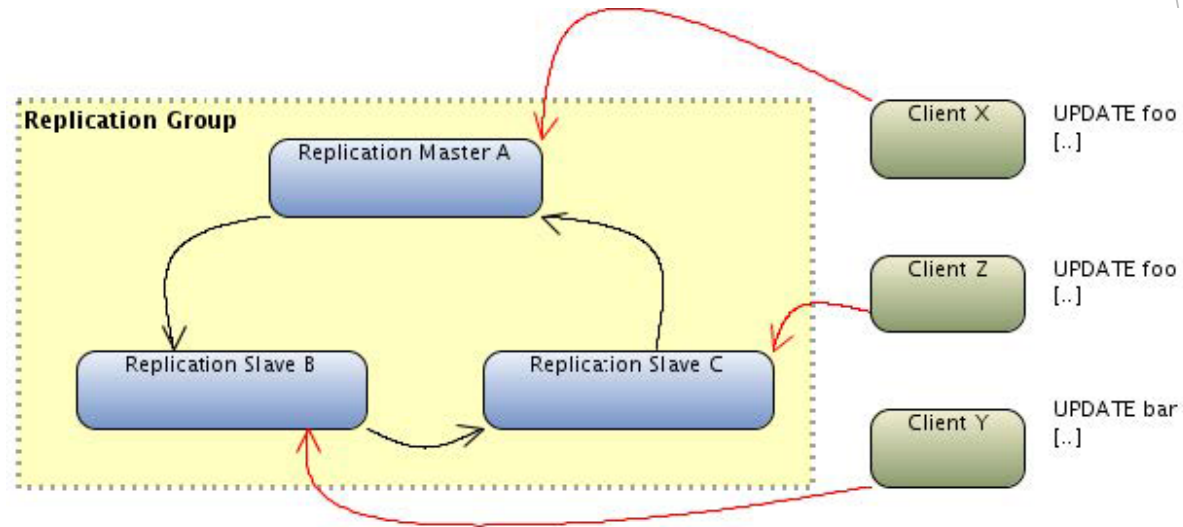 Replication Group
Replication Master A
Replication Slave B
Replication Slave C
Client X
UPDATE foo
[..]
Client Z
UPDATE foo
[..]
Client Y
UPDATE bar
[..]